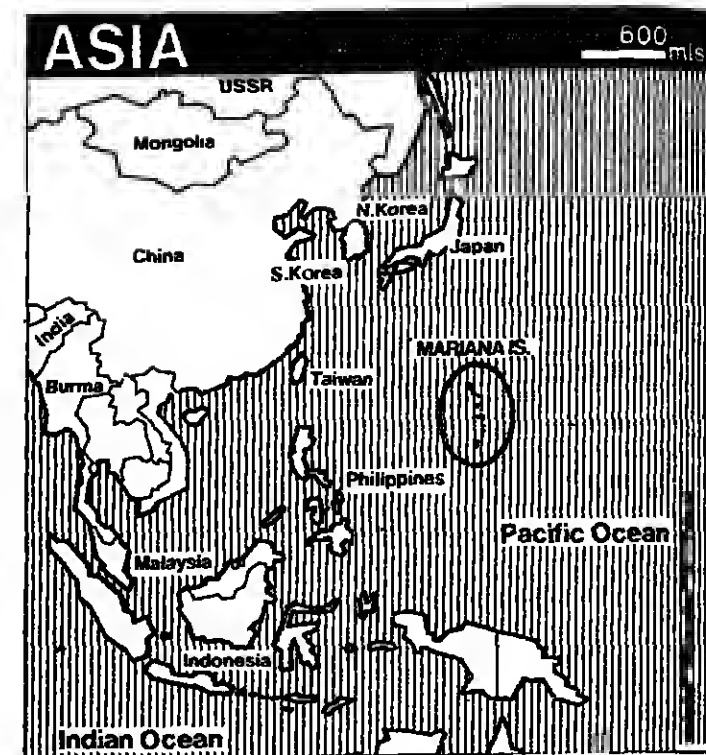 ASIA
600
mls
USSR
Mongolia
N.Korea
China
Japan
S.Korea
India
MARIANA IS.
Burma
Taiwan
Philippines
Pacific Ocean
Malaysia
Indonesia
Indian Ocean